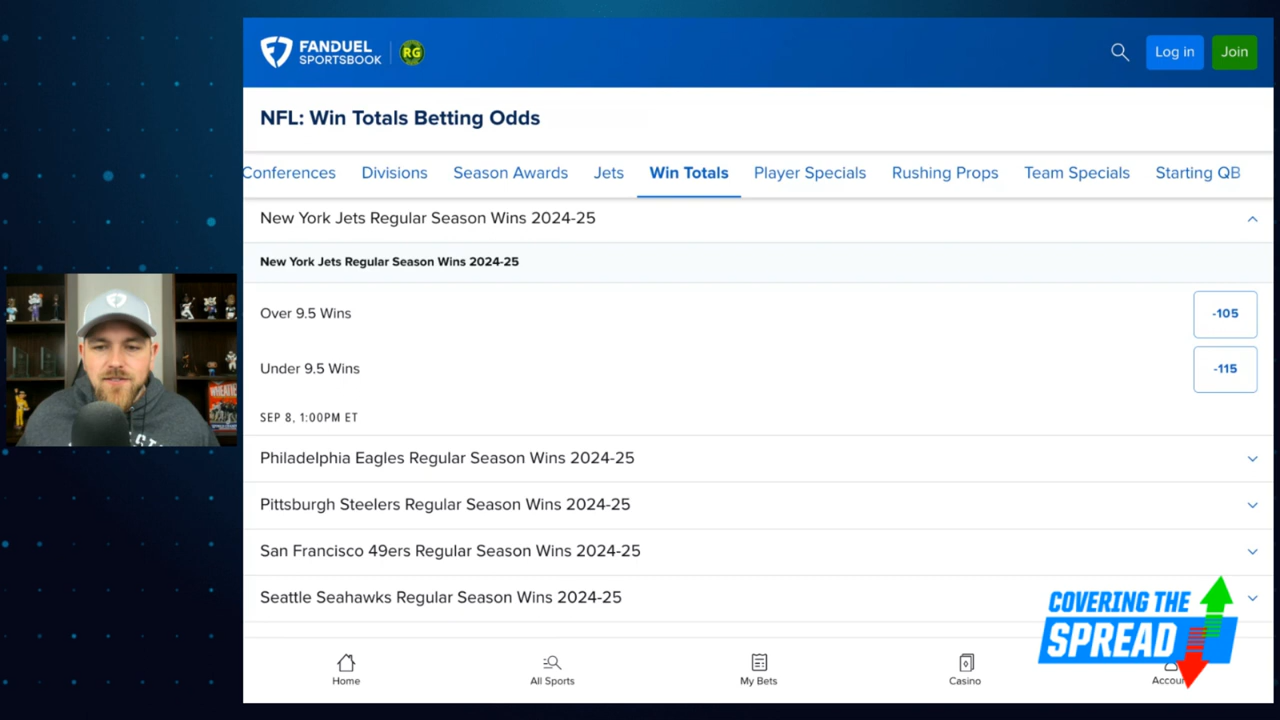 FANDUEL
SPORTSBOOK
RG
Log in
Join
NFL: Win Totals Betting Odds
Conferences
Divisions
Season Awards
Jets
Win Totals
Player Specials
Rushing Props
Team Specials
Starting QB
New York Jets Regular Season Wins 2024-25
New York Jets Regular Season Wins 2024-25
Over 9.5 Wins
-105
Under 9.5 Wins
-115
SEP 8, 1:00PM ET
Philadelphia Eagles Regular Season Wins 2024-25
Pittsburgh Steelers Regular Season Wins 2024-25
San Francisco 49ers Regular Season Wins 2024-25
Seattle Seahawks Regular Season Wins 2024-25
COVERING THE
SPREAD
Home
All Sports
My Bets
Casino
Accou
WHEATIE